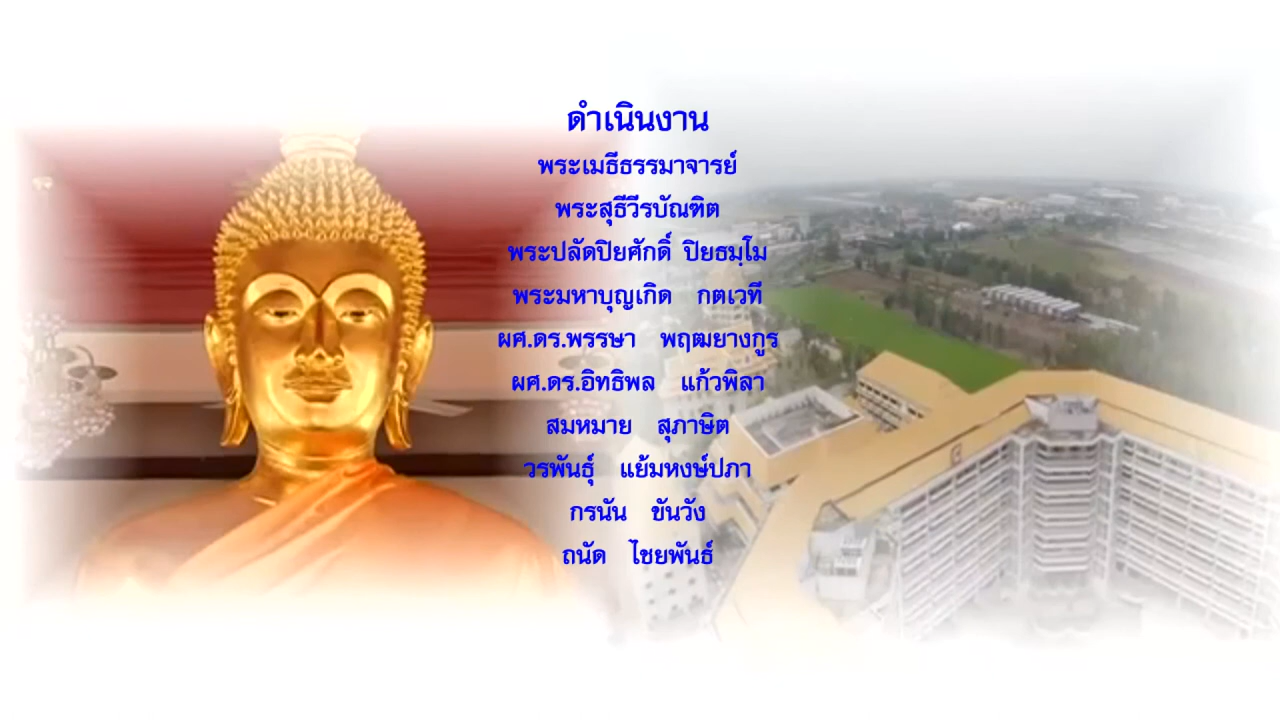 ดำเนินงาน
พระเมธีธรรมาจารย์
พระสุธีวีรบัณฑิต
พระปลัดปิยศักดิ์ ปิยธมฺโม
พระมหาบุญเกิด กตเวที
ผศ.ดร.พรรษา พฤฒยางกูร
ผศ.ดร.อิทธิพล แก้วพิลา
สมหมาย สุภาษิต
วรพันธุ์ แย้มหงษ์ปภา
กรนัน ขันวัง
ถนัด ไชยพันธ์